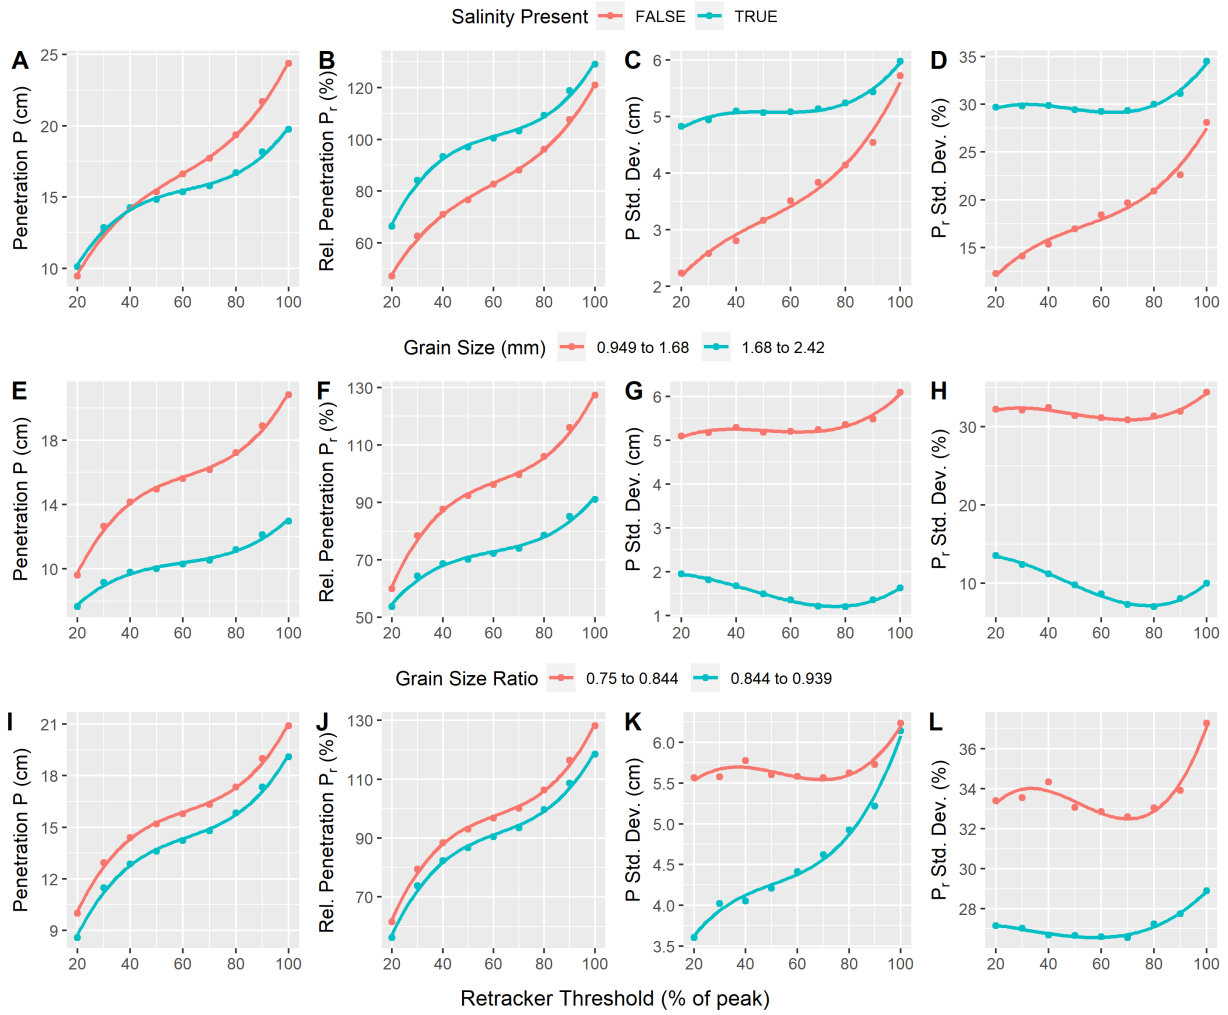 Salinity Present FALSE TRUE
A B C D
Penetration P (cm)
25
20
15
10
20 40 60 80 100
Rel. Penetration Pr (%)
120
100
80
60
20 40 60 80 100
P Std. Dev. (cm)
6
5
4
3
2
20 40 60 80 100
Pr Std. Dev. (%)
35
30
25
20
15
20 40 60 80 100
Grain Size (mm) 0.949 to 1.68 1.68 to 2.42
E F G H
Penetration P (cm)
18
14
10
20 40 60 80 100
Rel. Penetration Pr (%)
130
110
90
70
50
20 40 60 80 100
P Std. Dev. (cm)
6
5
4
3
2
1
20 40 60 80 100
Pr Std. Dev. (%)
30
20
10
20 40 60 80 100
Grain Size Ratio 0.75 to 0.844 0.844 to 0.939
I J K L
Penetration P (cm)
21
18
15
12
9
20 40 60 80 100
Rel. Penetration Pr (%)
130
110
90
70
20 40 60 80 100
P Std. Dev. (cm)
6.0
5.5
5.0
4.5
4.0
3.5
20 40 60 80 100
Pr Std. Dev. (%)
36
34
32
30
28
20 40 60 80 100
Retracker Threshold (% of peak)